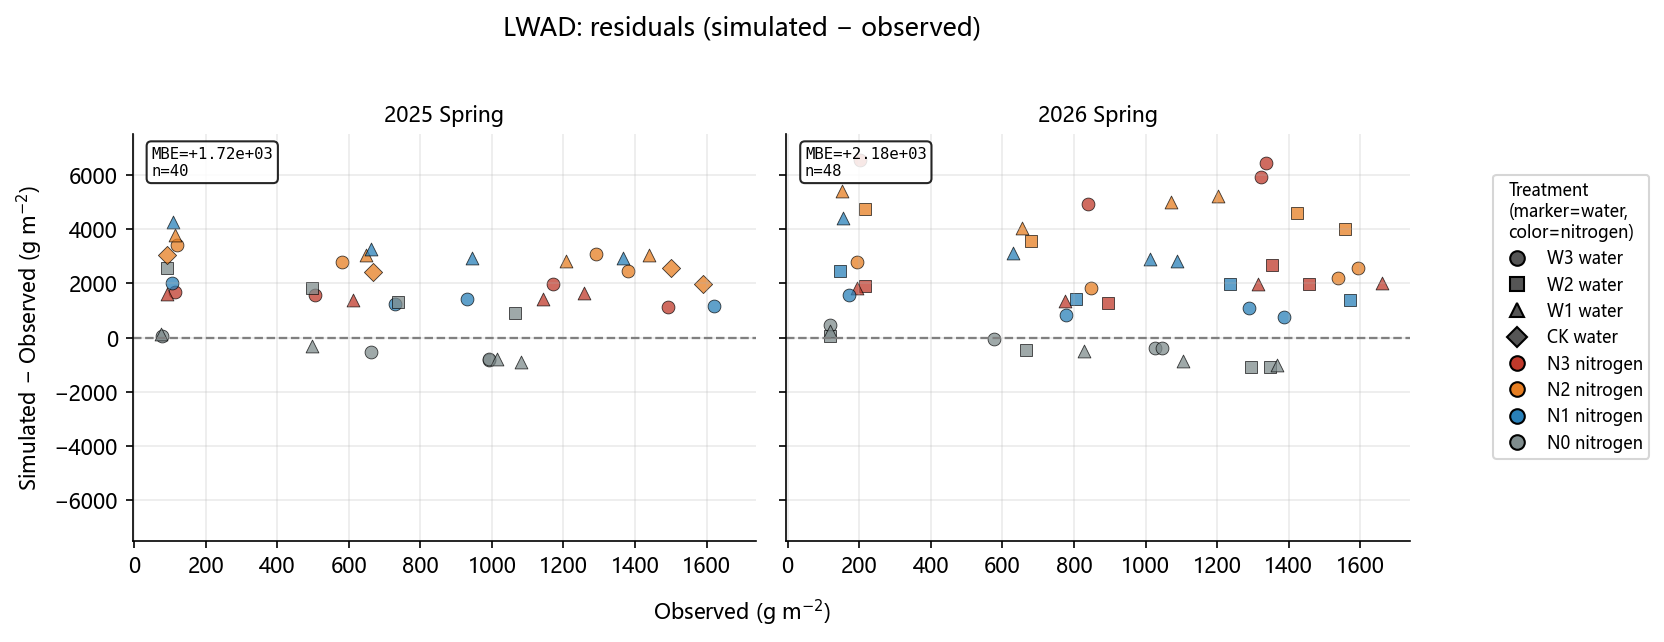 LWAD: residuals (simulated − observed)
2025 Spring
2026 Spring
MBE=+1.72e+03
n=40
MBE=+2.18e+03
n=48
Simulated − Observed (g m⁻²)
6000
4000
2000
0
−2000
−4000
−6000
0 200 400 600 800 1000 1200 1400 1600
0 200 400 600 800 1000 1200 1400 1600
Observed (g m⁻²)
Treatment
(marker=water,
color=nitrogen)
W3 water
W2 water
W1 water
CK water
N3 nitrogen
N2 nitrogen
N1 nitrogen
N0 nitrogen